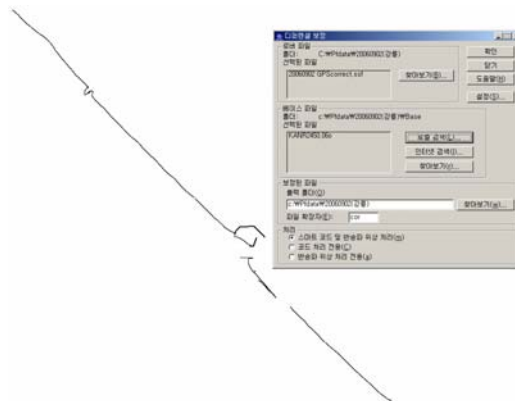 디퍼렌셜 보정
로버 파일
폴더: C:₩Pfdata₩20060902(강릉)
선택된 파일
20060902 GPScorrect.ssf
찾아보기(B)...
확인
닫기
도움말(H)
설정(S)...
베이스 파일
폴더: c:₩Pfdata₩20060902(강릉)₩Base
선택된 파일
로컬 검색(L)...
인터넷 검색(I)...
찾아보기
보정된 파일
출력 폴더(O)
c:₩Pfdata₩20060902(강릉)
찾아보기
파일 확장자(E): cor
처리
스마트 코드 및 반송파 위상 처리(m)
코드 처리 전용(C)
반송파 위상 처리 전용